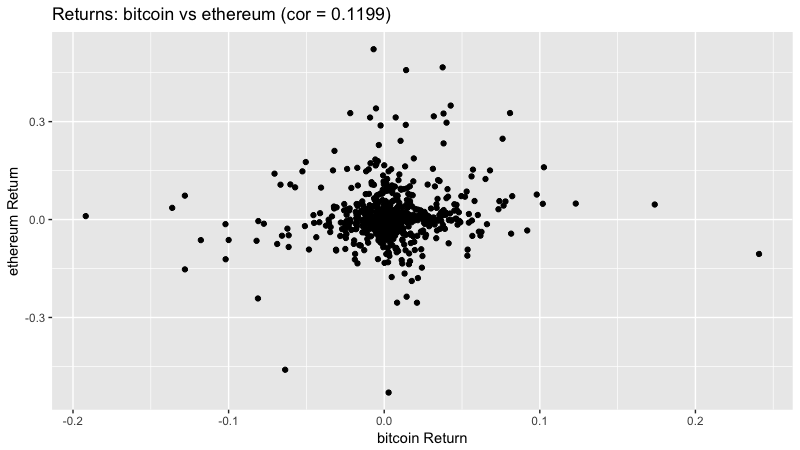 Returns: bitcoin vs ethereum (cor = 0.1199)
ethereum Return
0.3
0.0
-0.3
-0.2
-0.1
0.0
0.1
0.2
bitcoin Return